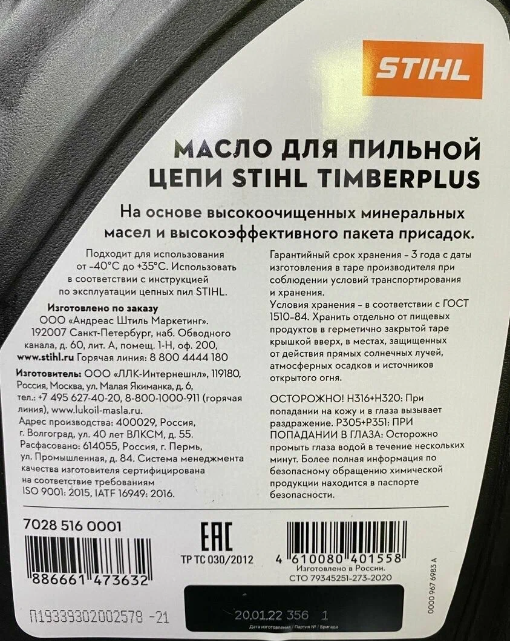 STIHL
МАСЛО ДЛЯ ПИЛЬНОЙ
ЦЕПИ STIHL TIMBERPLUS
На основе высокоочищенных минеральных
масел и высокоэффективного пакета присадок.
Подходит для использования
от –40°C до +35°C. Использовать
в соответствии с инструкцией
по эксплуатации цепных пил STIHL.
Изготовлено по заказу
ООО «Андреас Штиль Маркетинг».
192007 Санкт-Петербург, наб. Обводного
канала, д. 60, лит. А, помещ. 1-Н, оф. 200,
www.stihl.ru Горячая линия: 8 800 4444 180
Изготовитель: ООО «ЛЛК-Интернешнл», 119180,
Россия, Москва, ул. Малая Якиманка, д. 6,
тел.: +7 495 627-40-20, 8-800-1000-911 (горячая
линия), www.lukoil-masla.ru.
Адрес производства: 400029, Россия,
г. Волгоград, ул. 40 лет ВЛКСМ, д. 55.
Расфасовано: 614055, Россия, г. Пермь,
ул. Промышленная, д. 84. Система менеджмента
качества изготовителя сертифицирована
на соответствие требованиям
ISO 9001: 2015, IATF 16949: 2016.
Гарантийный срок хранения - 3 года с даты
изготовления в таре производителя при
соблюдении условий транспортирования
и хранения.
Условия хранения – в соответствии с ГОСТ
1510-84. Хранить отдельно от пищевых
продуктов в герметично закрытой таре
крышкой вверх, в местах, защищенных
от действия прямых солнечных лучей,
атмосферных осадков и источников
открытого огня.
ОСТОРОЖНО! H316+H320: При
попадании на кожу и в глаза вызывает
раздражение. P305+P351: ПРИ
ПОПАДАНИИ В ГЛАЗА: Осторожно
промыть глаза водой в течение нескольких
минут. Более полная информация по
безопасному обращению химической
продукции находится в паспорте
безопасности.
7028 516 0001
886661 473632
EAC
ТР ТС 030/2012
4 610080 401558
Изготовлено в России.
СТО 79345251-273-2020
0000 967 6983 A
П19339302002578 -21
20.01.22 356 1
Дата изготовления / Партия № / Бригада